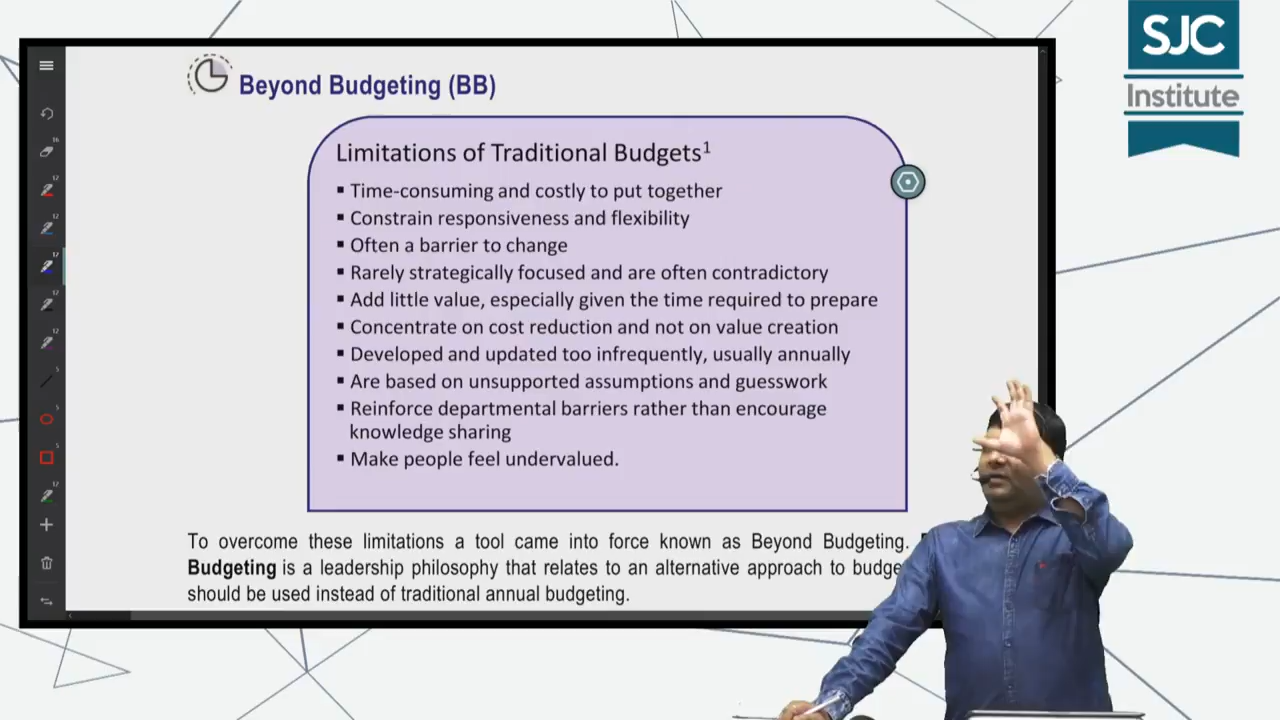 SJC
Institute
Beyond Budgeting (BB)
Limitations of Traditional Budgets¹
▪ Time-consuming and costly to put together
▪ Constrain responsiveness and flexibility
▪ Often a barrier to change
▪ Rarely strategically focused and are often contradictory
▪ Add little value, especially given the time required to prepare
▪ Concentrate on cost reduction and not on value creation
▪ Developed and updated too infrequently, usually annually
▪ Are based on unsupported assumptions and guesswork
▪ Reinforce departmental barriers rather than encourage
knowledge sharing
▪ Make people feel undervalued.
To overcome these limitations a tool came into force known as Beyond Budgeting.
Budgeting is a leadership philosophy that relates to an alternative approach to
should be used instead of traditional annual budgeting.